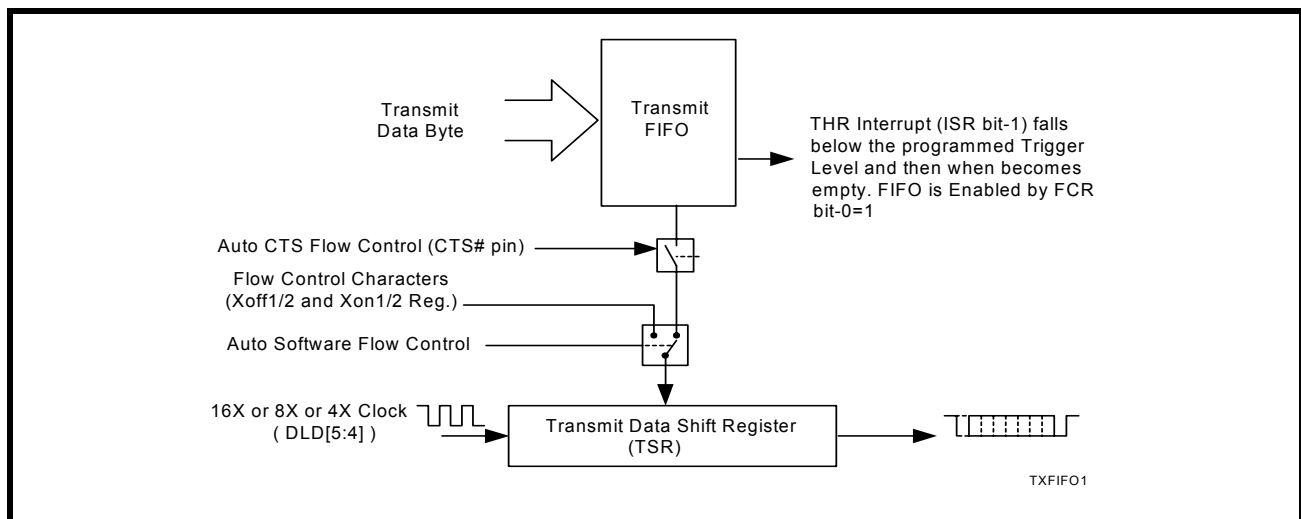 Transmit
Data Byte
Transmit
FIFO
THR Interrupt (ISR bit-1) falls
below the programmed Trigger
Level and then when becomes
empty. FIFO is Enabled by FCR
bit-0=1
Auto CTS Flow Control (CTS# pin)
Flow Control Characters
(Xoff1/2 and Xon1/2 Reg.)
Auto Software Flow Control
16X or 8X or 4X Clock
( DLD[5:4] )
Transmit Data Shift Register
(TSR)
TXFIFO1